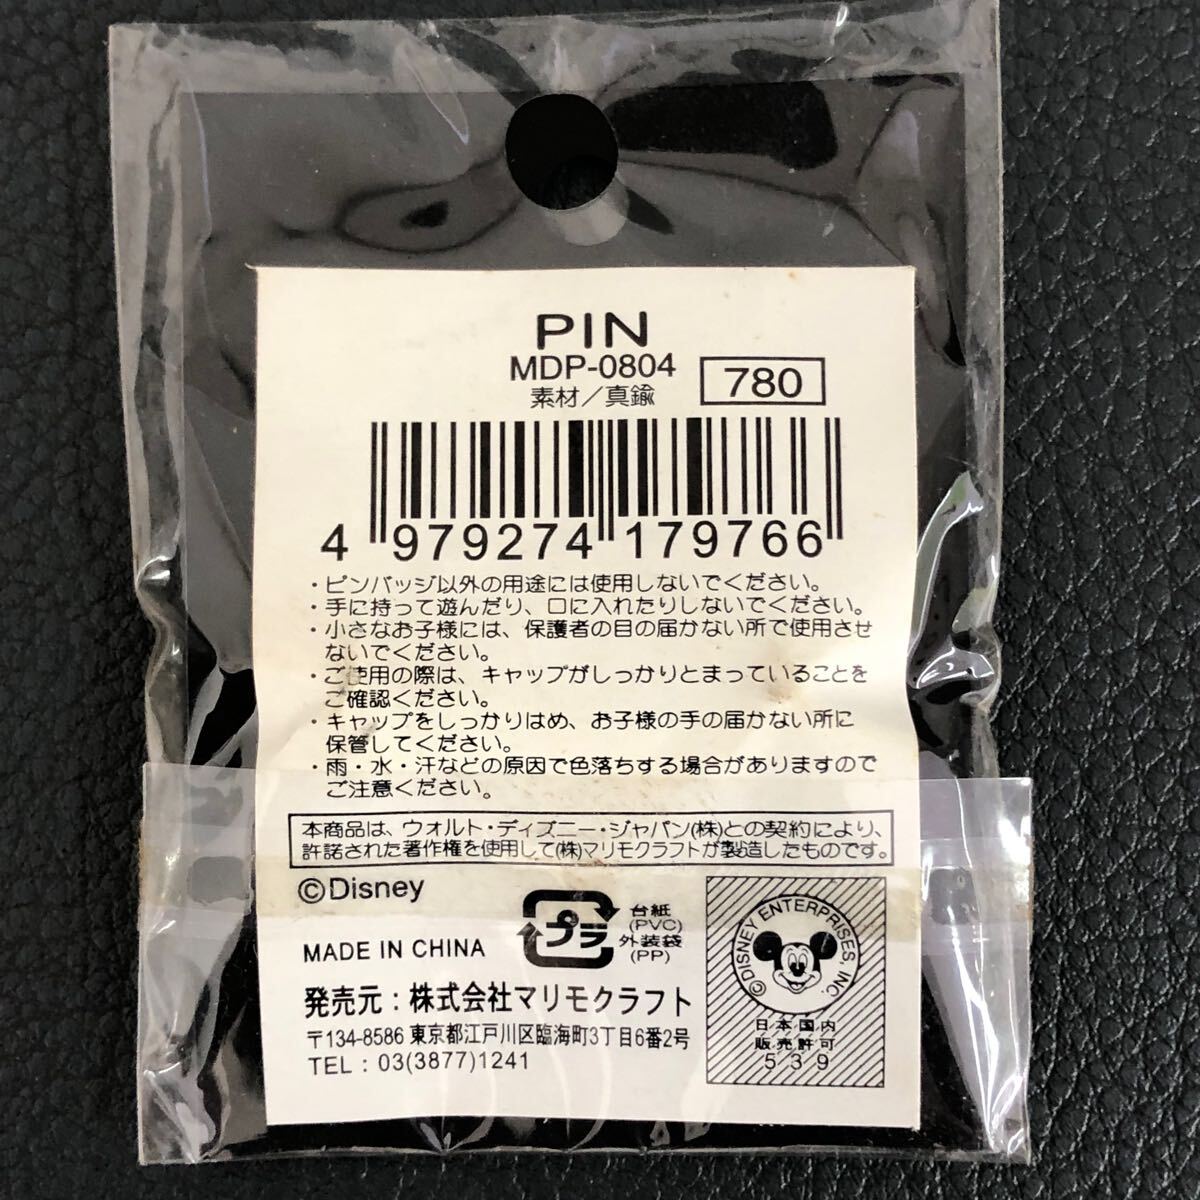 PIN
MDP-0804
780
素材／真鍮
4 979274 179766
・ピンバッジ以外の用途には使用しないでください。
・手に持って遊んだり、口に入れたりしないでください。
・小さなお子様には、保護者の目の届かない所で使用させ
ないでください。
・ご使用の際は、キャップがしっかりとまっていることを
ご確認ください。
・キャップをしっかりはめ、お子様の手の届かない所に
保管してください。
・雨・水・汗などの原因で色落ちする場合がありますので
ご注意ください。
本商品は、ウォルト・ディズニー・ジャパン(株)との契約により、
許諾された著作権を使用して(株)マリモクラフトが製造したものです。
©Disney
プラ
台紙
(PVC)
外装袋
(PP)
MADE IN CHINA
発売元：株式会社マリモクラフト
〒134-8586 東京都江戸川区臨海町3丁目6番2号
TEL：03(3877)1241
©DISNEY ENTERPRISES, INC.
日本国内
販売許可
539